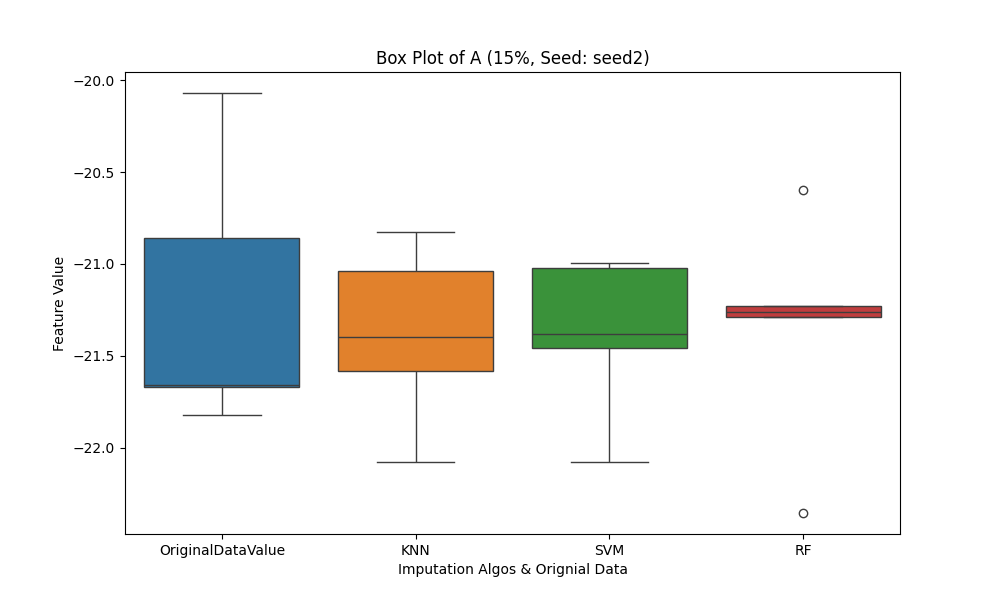 Box Plot of A (15%, Seed: seed2)
−20.0
−20.5
−21.0
−21.5
−22.0
Feature Value
OriginalDataValue
KNN
SVM
RF
Imputation Algos & Orignial Data